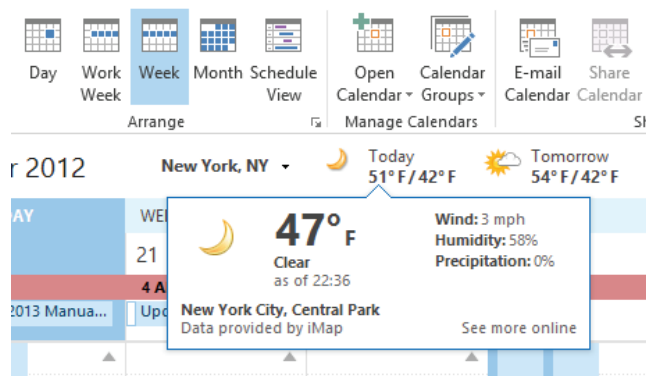 Day Work Week Week Month Schedule View Open Calendar Calendar Groups E-mail Calendar Share Calendar
Arrange Manage Calendars
2012 New York, NY Today Tomorrow
51° F / 42° F 54° F / 42° F
47° F
Clear
as of 22:36
Wind: 3 mph
Humidity: 58%
Precipitation: 0%
New York City, Central Park
Data provided by iMap See more online
21
4 A
2013 Manua... Upd